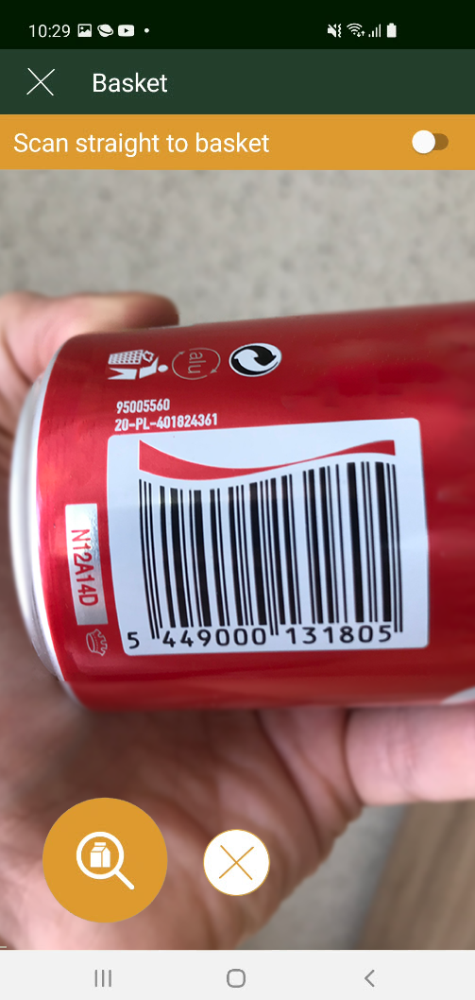 10:29
Basket
Scan straight to basket
alu
95005560
20-PL-401824361
N12A14D
5 449000 131805